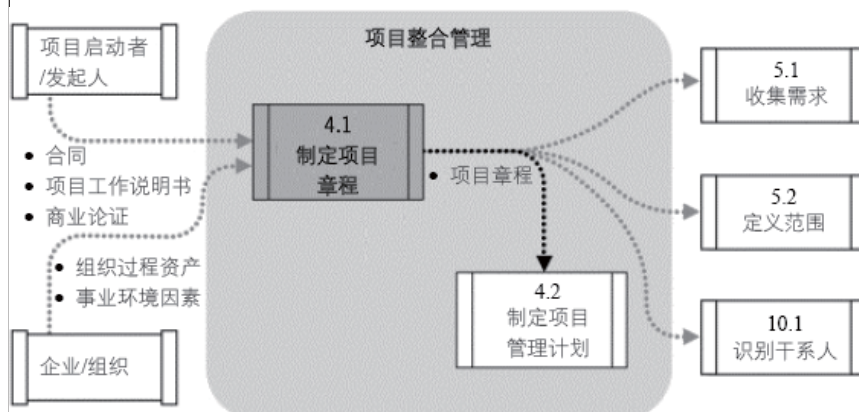 项目启动者
/发起人
项目整合管理
4.1
制定项目
章程
5.1
收集需求
合同
项目工作说明书
商业论证
项目章程
5.2
定义范围
组织过程资产
事业环境因素
4.2
制定项目
管理计划
10.1
识别干系人
企业/组织